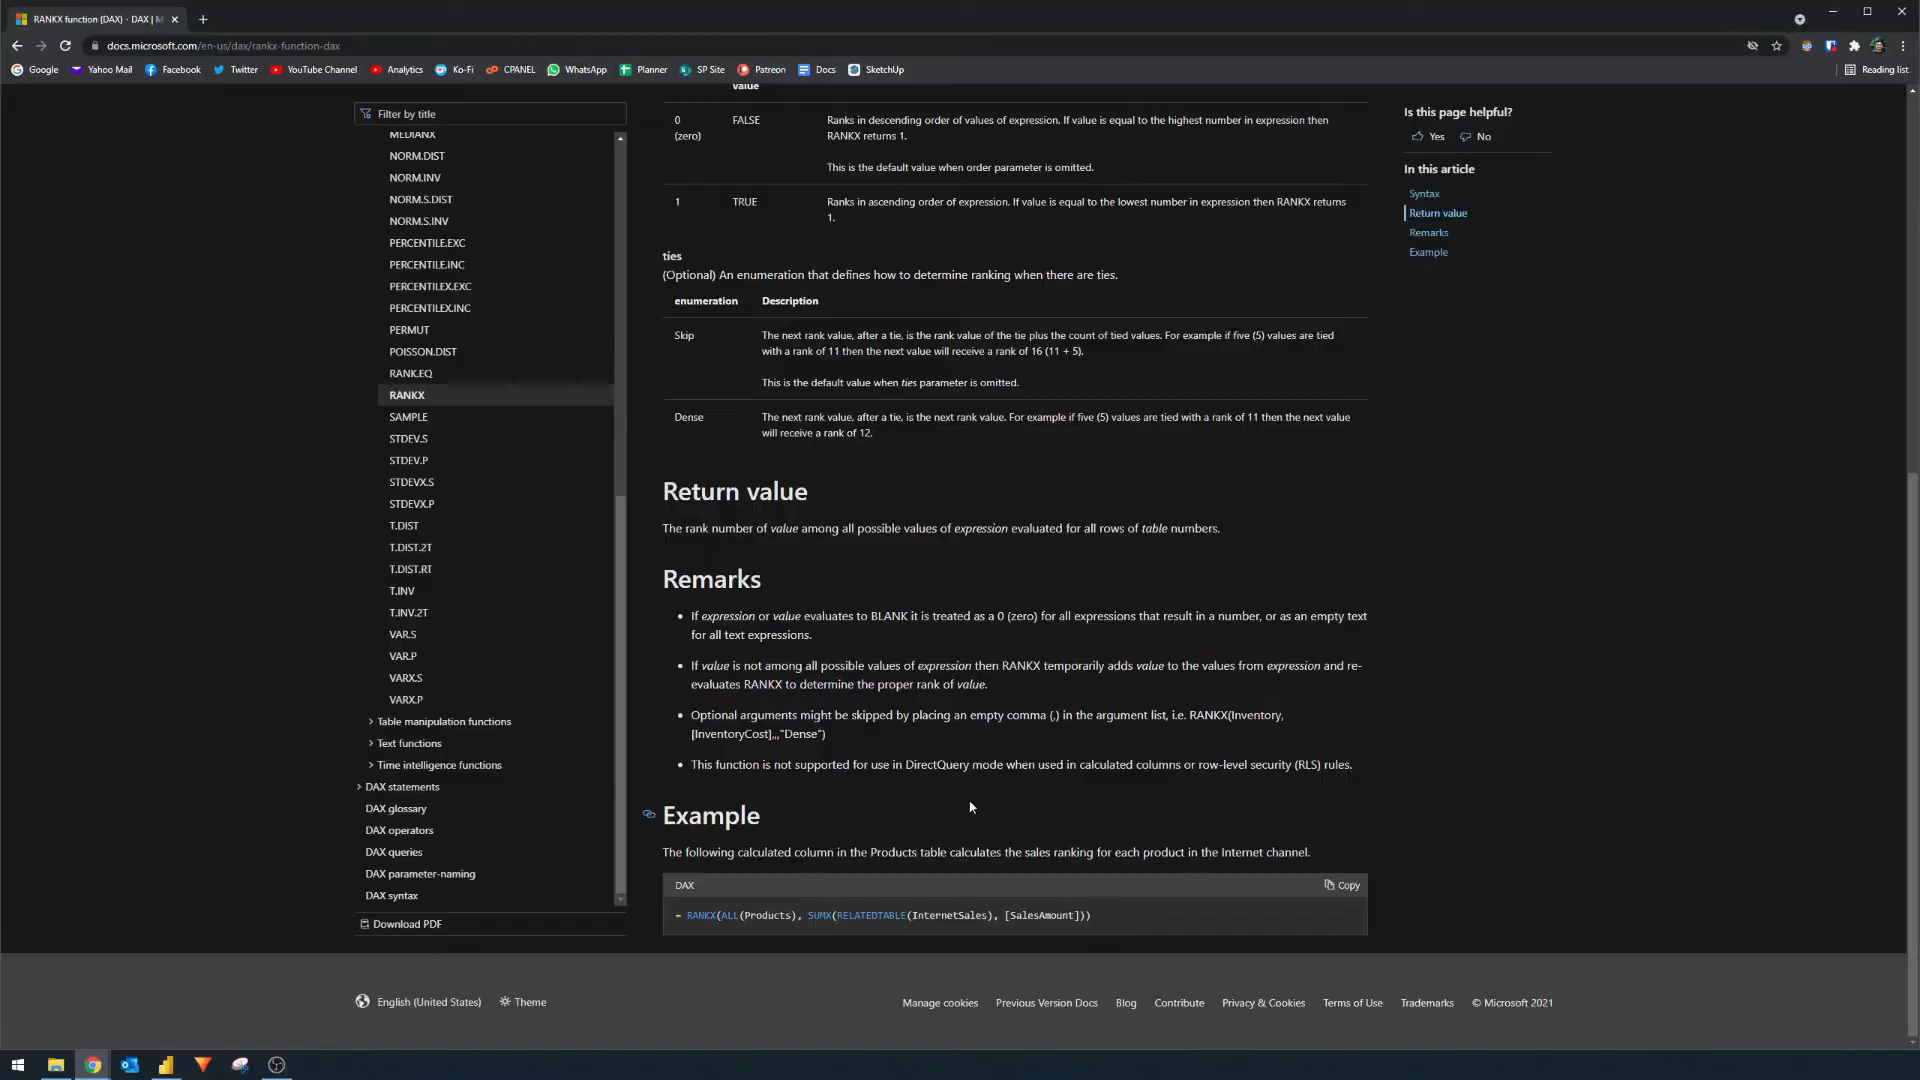 RANKX function (DAX) - DAX | M
docs.microsoft.com/en-us/dax/rankx-function-dax
Google
Yahoo Mail
Facebook
Twitter
YouTube Channel
Analytics
Ko-Fi
CPANEL
WhatsApp
Planner
SP Site
Patreon
Docs
SketchUp
Reading list
Filter by title
MEDIANX
NORM.DIST
NORM.INV
NORM.S.DIST
NORM.S.INV
PERCENTILE.EXC
PERCENTILE.INC
PERCENTILEX.EXC
PERCENTILEX.INC
PERMUT
POISSON.DIST
RANK.EQ
RANKX
SAMPLE
STDEV.S
STDEV.P
STDEVX.S
STDEVX.P
T.DIST
T.DIST.2T
T.DIST.RT
T.INV
T.INV.2T
VAR.S
VAR.P
VARX.S
VARX.P
Table manipulation functions
Text functions
Time intelligence functions
DAX statements
DAX glossary
DAX operators
DAX queries
DAX parameter-naming
DAX syntax
Download PDF
value
0 FALSE Ranks in descending order of values of expression. If value is equal to the highest number in expression then
(zero) RANKX returns 1.
This is the default value when order parameter is omitted.
1 TRUE Ranks in ascending order of expression. If value is equal to the lowest number in expression then RANKX returns
1.
ties
(Optional) An enumeration that defines how to determine ranking when there are ties.
enumeration Description
Skip The next rank value, after a tie, is the rank value of the tie plus the count of tied values. For example if five (5) values are tied
with a rank of 11 then the next value will receive a rank of 16 (11 + 5).
This is the default value when ties parameter is omitted.
Dense The next rank value, after a tie, is the next rank value. For example if five (5) values are tied with a rank of 11 then the next value
will receive a rank of 12.
Return value
The rank number of value among all possible values of expression evaluated for all rows of table numbers.
Remarks
• If expression or value evaluates to BLANK it is treated as a 0 (zero) for all expressions that result in a number, or as an empty text
for all text expressions.
• If value is not among all possible values of expression then RANKX temporarily adds value to the values from expression and re-
evaluates RANKX to determine the proper rank of value.
• Optional arguments might be skipped by placing an empty comma (,) in the argument list, i.e. RANKX(Inventory,
[InventoryCost],,,"Dense")
• This function is not supported for use in DirectQuery mode when used in calculated columns or row-level security (RLS) rules.
Example
The following calculated column in the Products table calculates the sales ranking for each product in the Internet channel.
DAX Copy
= RANKX(ALL(Products), SUMX(RELATEDTABLE(InternetSales), [SalesAmount]))
Is this page helpful?
Yes No
In this article
Syntax
Return value
Remarks
Example
English (United States)
Theme
Manage cookies
Previous Version Docs
Blog
Contribute
Privacy & Cookies
Terms of Use
Trademarks
© Microsoft 2021